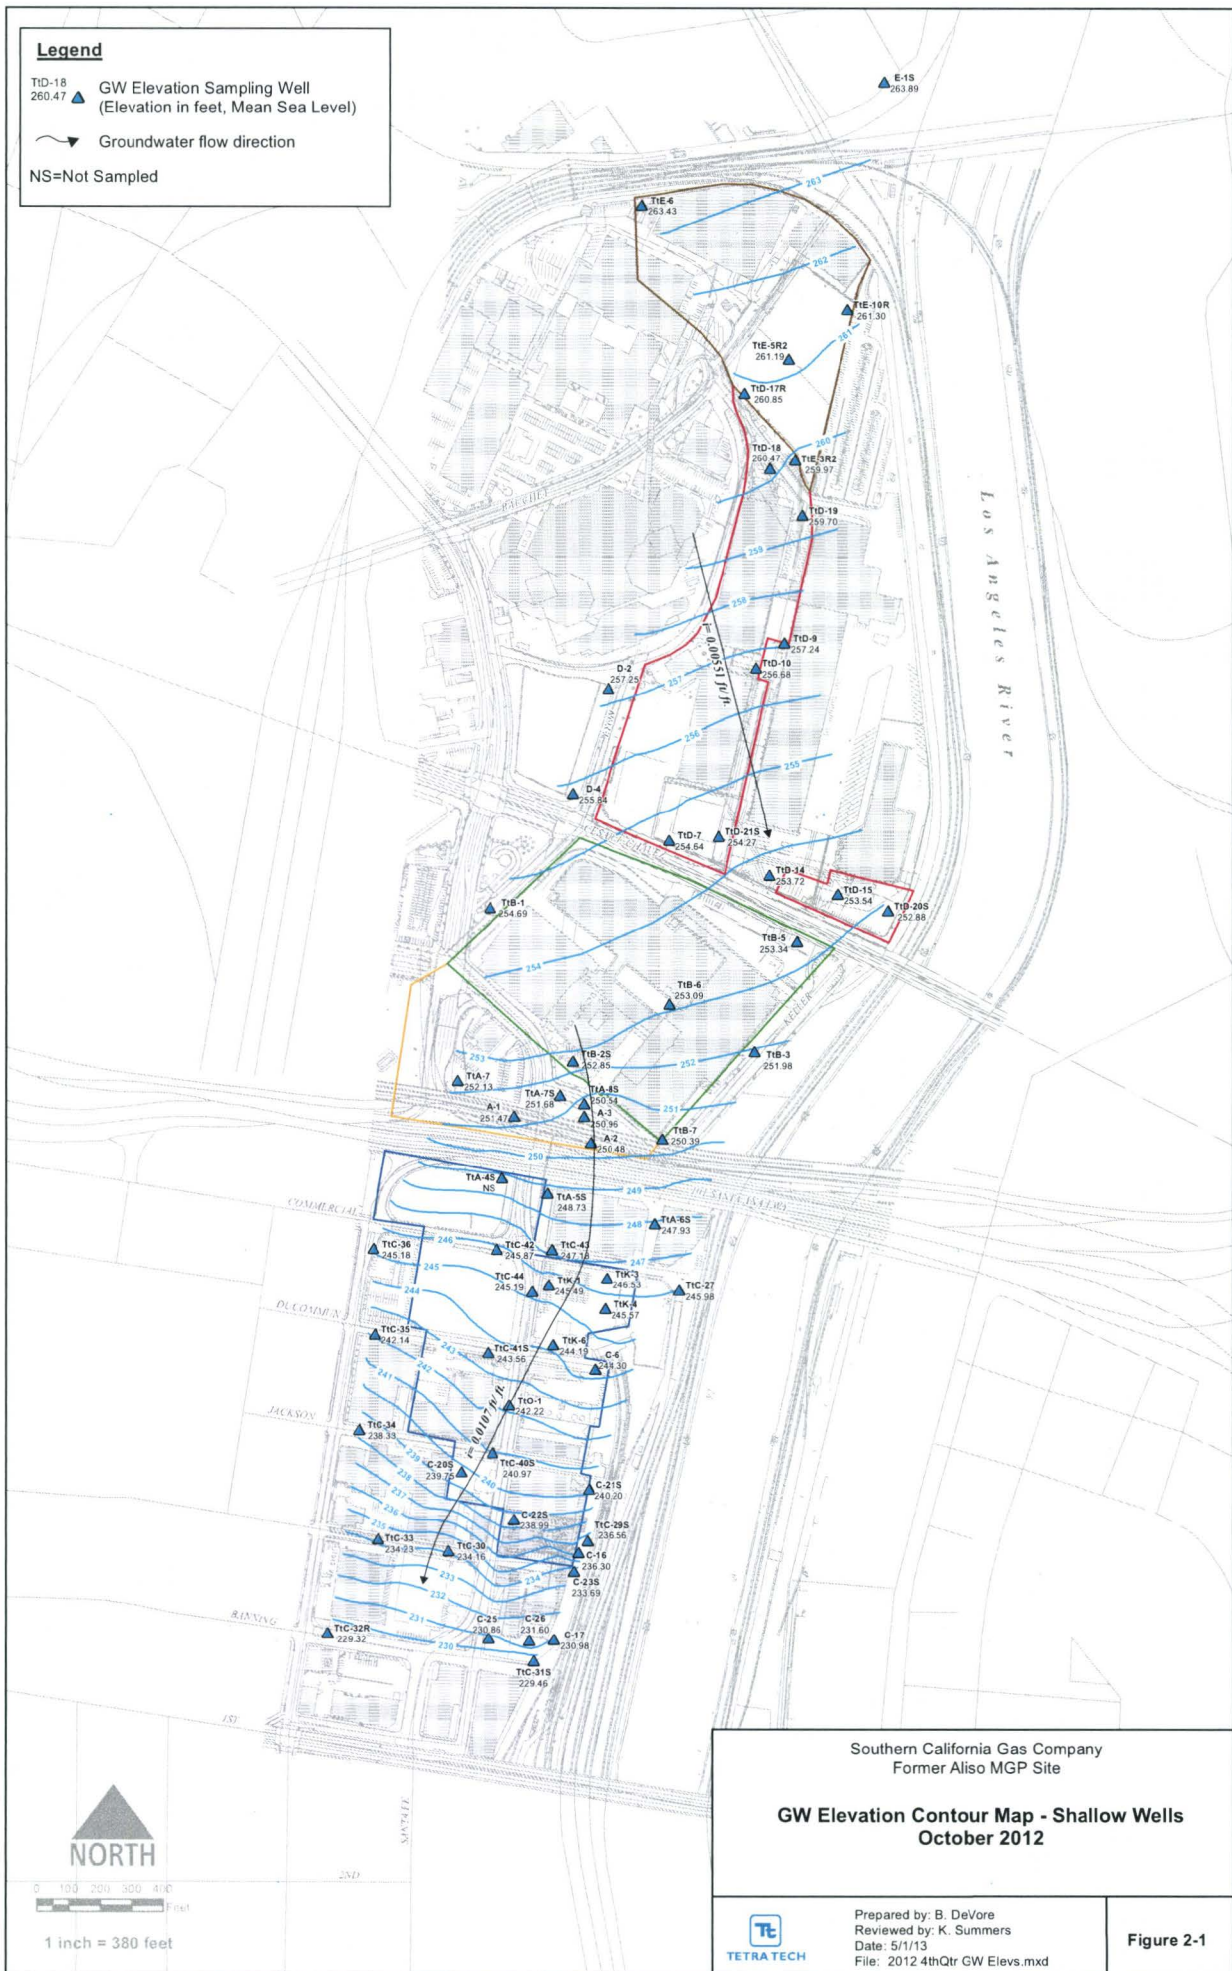 Legend
TtD-18
260.47
GW Elevation Sampling Well
(Elevation in feet, Mean Sea Level)
Groundwater flow direction
NS=Not Sampled
E-1S
263.89
263
TtE-6
263.43
262
TtE-10R
261.30
261
TtE-5R2
261.19
TtD-17R
260.85
260
TtD-18
260.47
TtE-3R2
259.97
TtD-19
259.70
Los Angeles River
259
258
i= 0.00551 ft/ft.
TtD-9
257.24
TtD-10
256.68
D-2
257.25
257
256
255
D-4
255.84
TtD-7
254.64
TtD-21S
254.27
TtD-14
253.72
TtD-15
253.54
TtD-20S
252.88
TtB-1
254.69
TtB-5
253.34
254
TtB-6
253.09
KELLER
253
TtB-2S
252.85
252
TtB-3
251.98
TtA-7
252.13
TtA-7S
251.68
TtA-8S
250.54
251
A-1
251.47
A-3
250.96
A-2
250.48
TtB-7
250.39
250
TtA-4S
NS
TtA-5S
248.73
249
248
TtA-6S
247.93
COMMERCIAL
246
TtC-36
245.18
TtC-42
245.87
TtC-43
247.18
247
245
TtC-44
245.19
TtK-1
245.49
TtK-3
246.53
TtC-27
245.98
244
TtK-4
245.57
DUCOMMUN
TtC-35
242.14
243
TtC-41S
243.56
TtK-6
244.19
C-6
244.30
242
241
TtO-1
242.22
i= 0.0107 ft/ ft.
JACKSON
TtC-34
238.33
TtC-40S
240.97
C-20S
239.75
239
240
238
237
C-21S
240.20
236
C-22S
238.99
235
TtC-29S
236.56
TtC-33
234.23
TtC-30
234.16
C-16
236.30
234
233
C-23S
233.69
232
BANNING
231
TtC-32R
229.32
C-25
230.86
C-26
231.60
C-17
230.98
230
TtC-31S
229.46
1ST
SANTA FE
2ND
NORTH
0 100 200 300 400
Feet
1 inch = 380 feet
Southern California Gas Company
Former Aliso MGP Site
GW Elevation Contour Map - Shallow Wells
October 2012
Tt
TETRA TECH
Prepared by: B. DeVore
Reviewed by: K. Summers
Date: 5/1/13
File: 2012 4thQtr GW Elevs.mxd
Figure 2-1